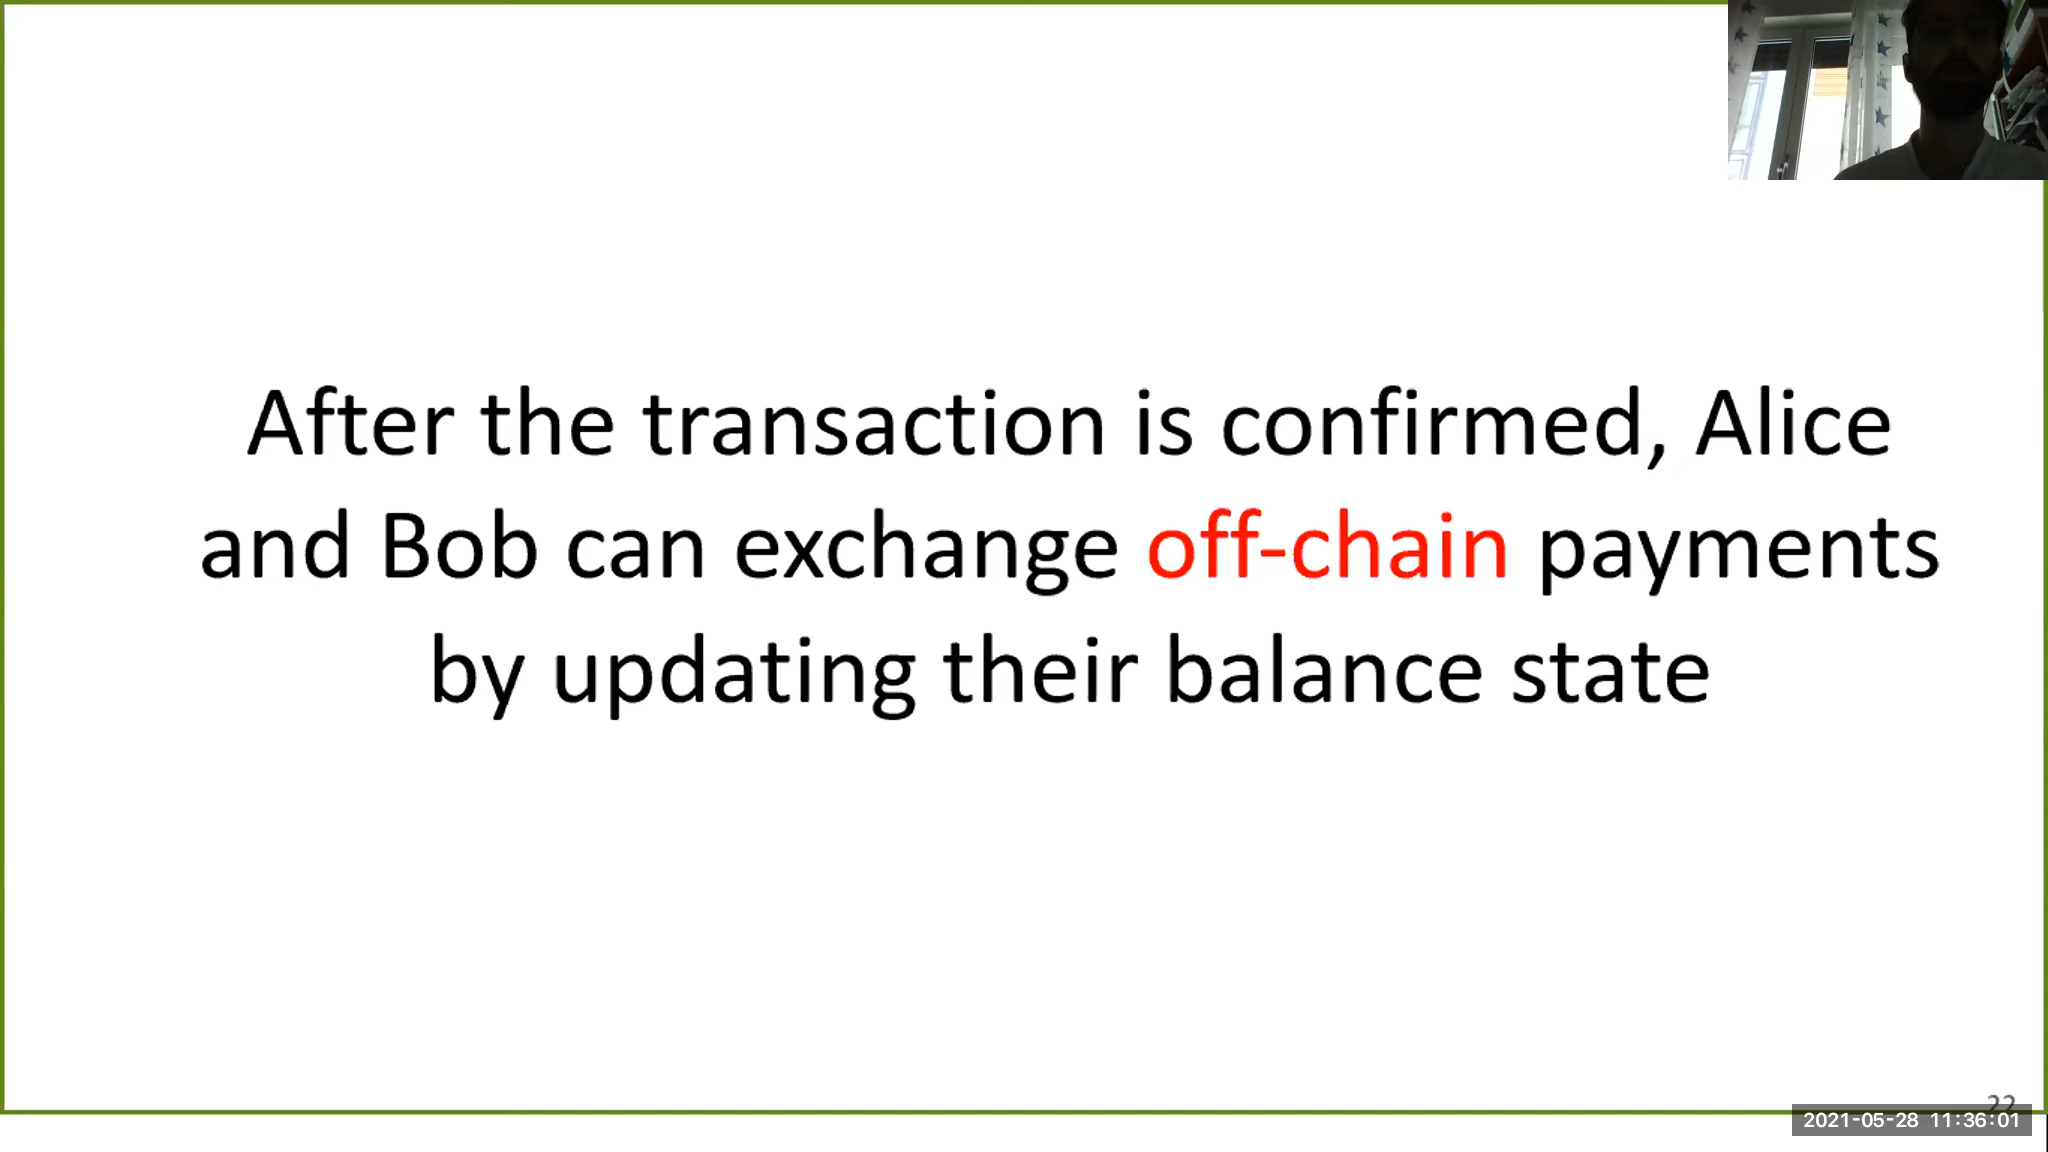 After the transaction is confirmed, Alice
and Bob can exchange off-chain payments
by updating their balance state
22
2021-05-28 11:36:01